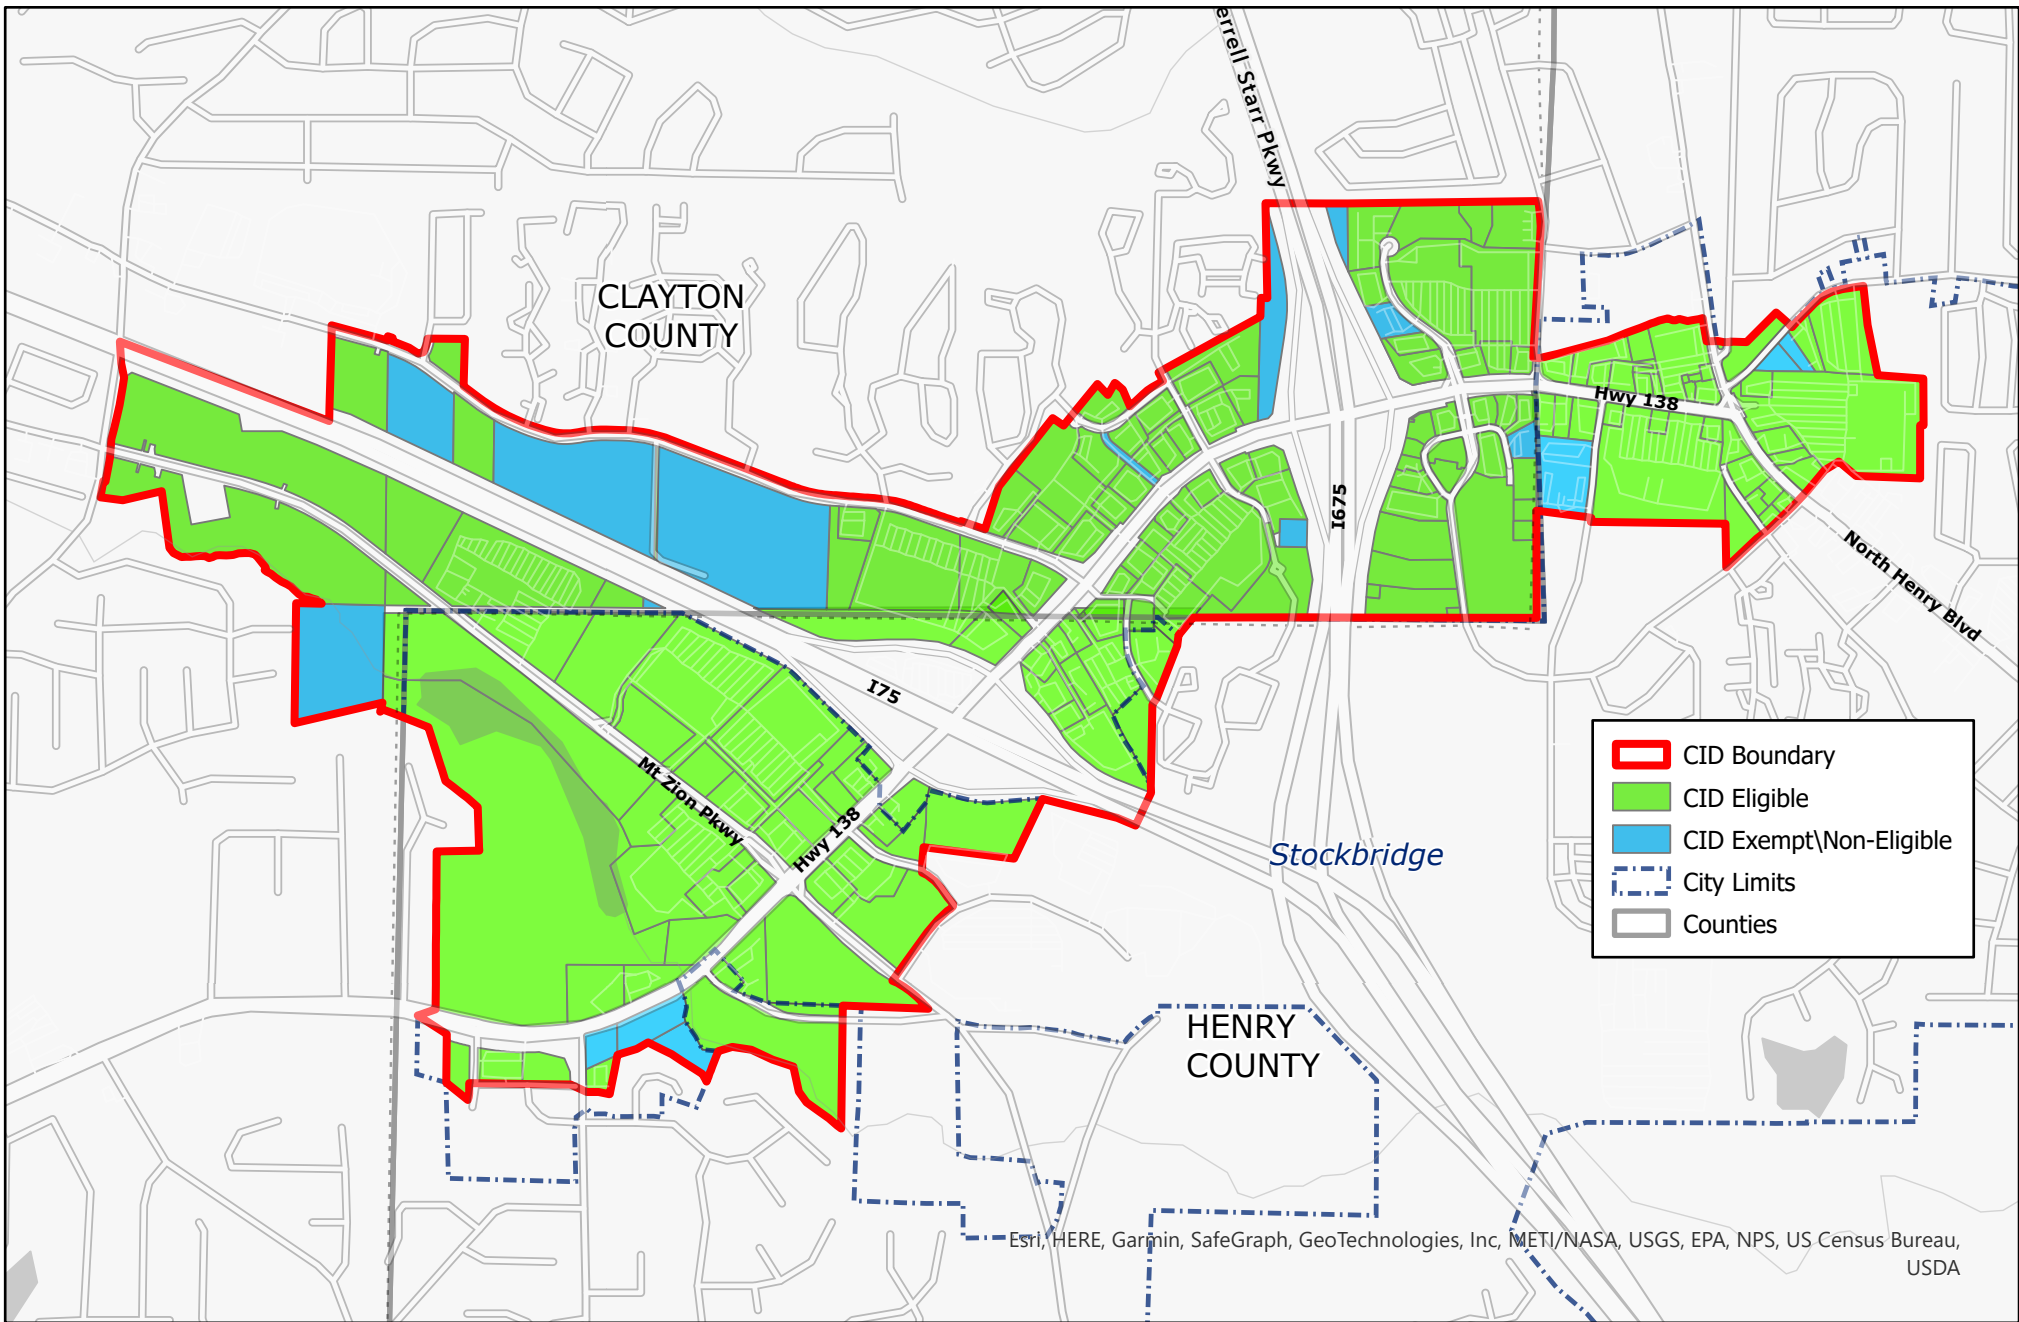 errell Starr Pkwy
CLAYTON
COUNTY
Hwy 138
I675
North Henry Blvd
I75
Mt Zion Pkwy
Hwy 138
Stockbridge
CID Boundary
CID Eligible
CID Exempt\Non-Eligible
City Limits
Counties
HENRY
COUNTY
Esri, HERE, Garmin, SafeGraph, GeoTechnologies, Inc, METI/NASA, USGS, EPA, NPS, US Census Bureau,
USDA